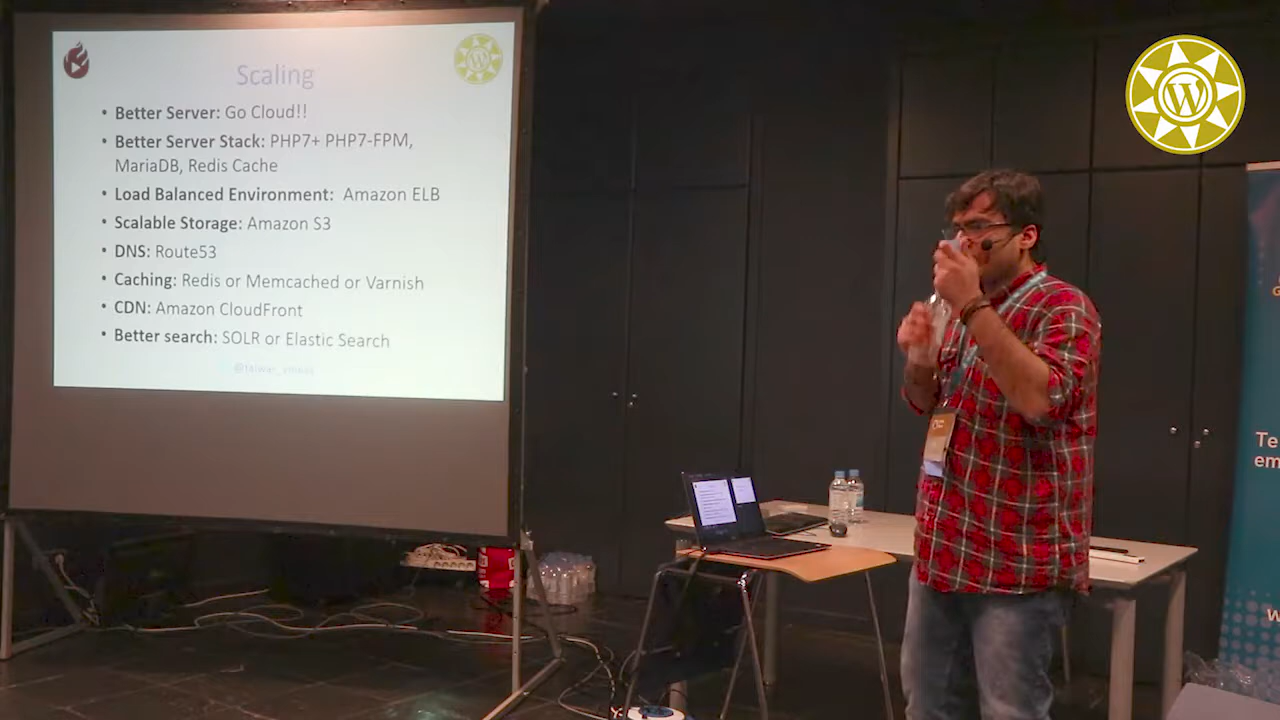 Scaling
• Better Server: Go Cloud!!
• Better Server Stack: PHP7+ PHP7-FPM,
MariaDB, Redis Cache
• Load Balanced Environment: Amazon ELB
• Scalable Storage: Amazon S3
• DNS: Route53
• Caching: Redis or Memcached or Varnish
• CDN: Amazon CloudFront
• Better search: SOLR or Elastic Search